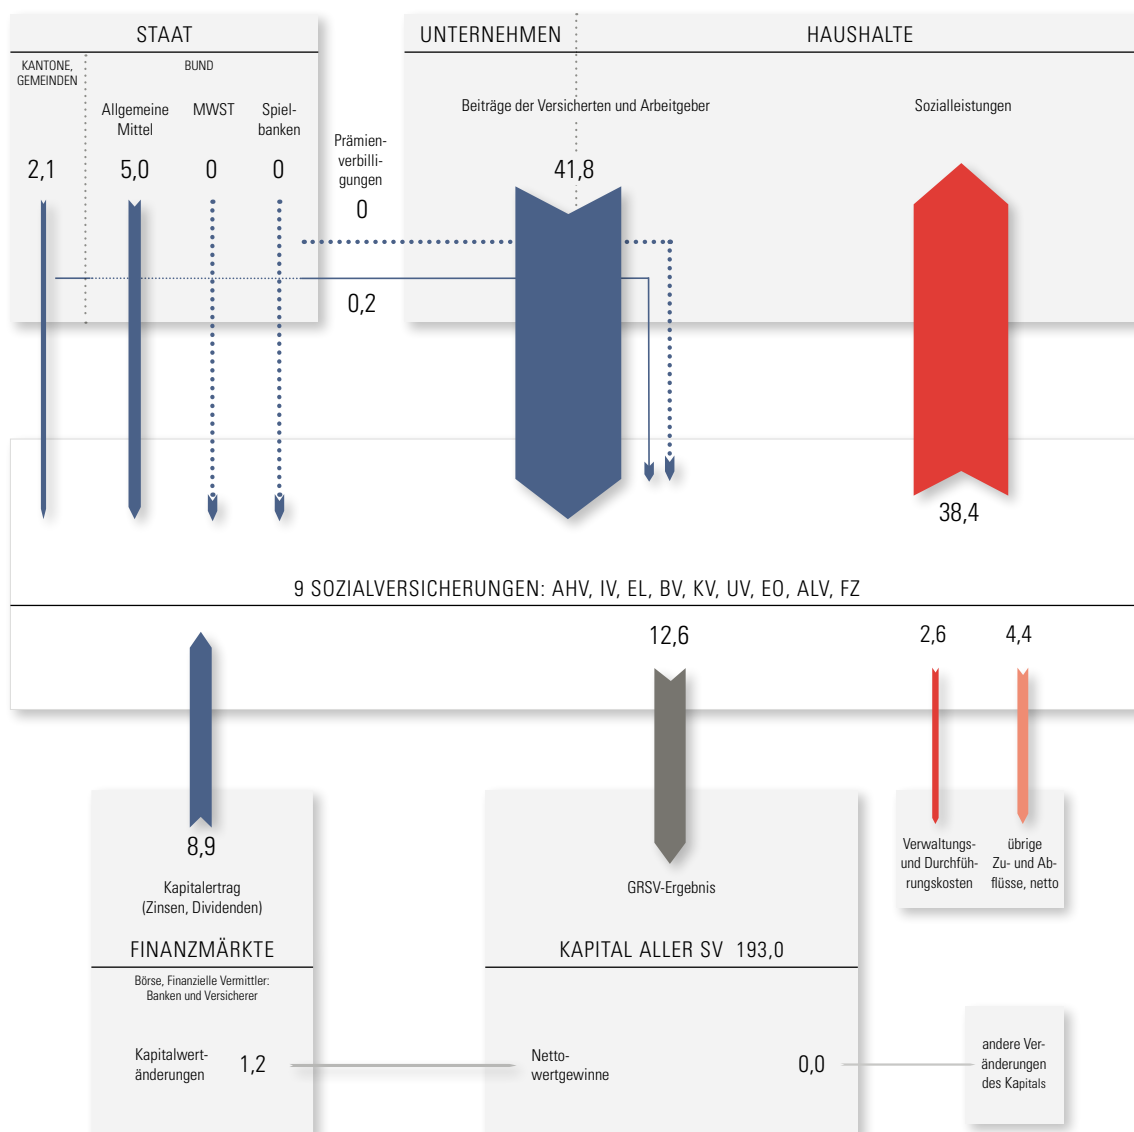 STAAT
KANTONE,
GEMEINDEN
BUND
Allgemeine
Mittel
MWST
Spiel-
banken
2,1
5,0
0
0
Prämien-
verbilli-
gungen
0
0,2
UNTERNEHMEN
HAUSHALTE
Beiträge der Versicherten und Arbeitgeber
41,8
Sozialleistungen
38,4
9 SOZIALVERSICHERUNGEN: AHV, IV, EL, BV, KV, UV, EO, ALV, FZ
12,6
2,6
4,4
8,9
Kapitalertrag
(Zinsen, Dividenden)
FINANZMÄRKTE
Börse, Finanzielle Vermittler:
Banken und Versicherer
Kapitalwert-
änderungen
1,2
GRSV-Ergebnis
KAPITAL ALLER SV 193,0
Netto-
wertgewinne
0,0
Verwaltungs-
und Durchfüh-
rungskosten
übrige
Zu- und Ab-
flüsse, netto
andere Ver-
änderungen
des Kapitals